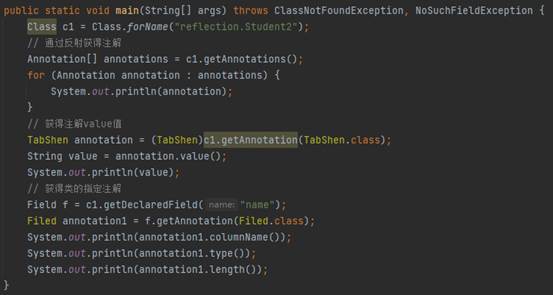 public static void main(String[] args) throws ClassNotFoundException, NoSuchFieldException {
    Class c1 = Class.forName("reflection.Student2");
    // 通过反射获得注解
    Annotation[] annotations = c1.getAnnotations();
    for (Annotation annotation : annotations) {
        System.out.println(annotation);
    }
    // 获得注解value值
    TabShen annotation = (TabShen)c1.getAnnotation(TabShen.class);
    String value = annotation.value();
    System.out.println(value);
    // 获得类的指定注解
    Field f = c1.getDeclaredField( name: "name");
    Filed annotation1 = f.getAnnotation(Filed.class);
    System.out.println(annotation1.columnName());
    System.out.println(annotation1.type());
    System.out.println(annotation1.length());
}